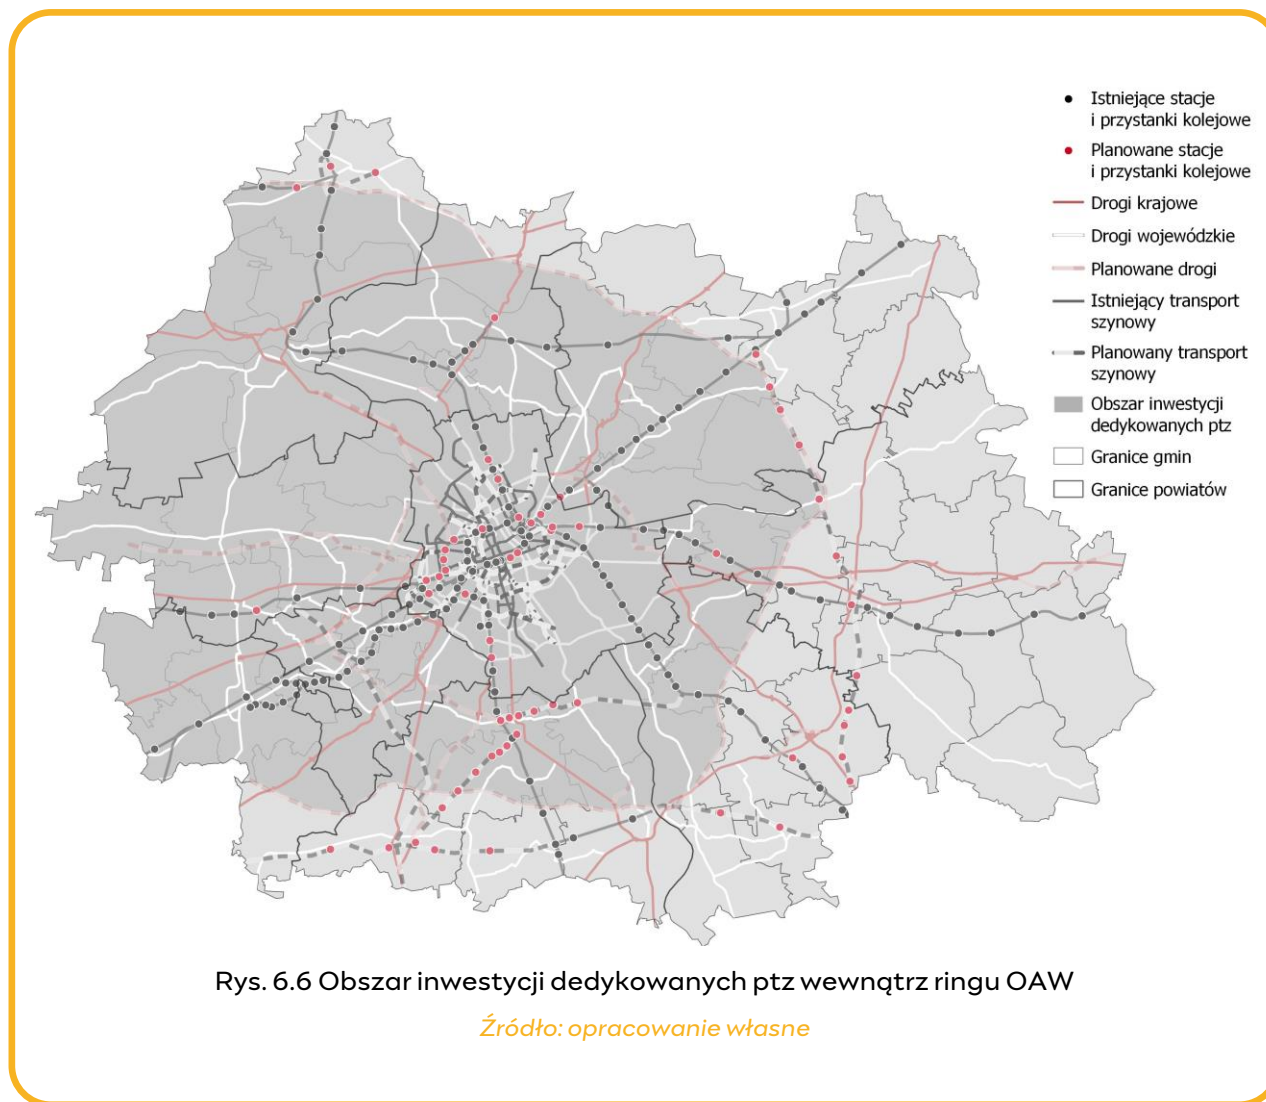 Istniejące stacje
i przystanki kolejowe
Planowane stacje
i przystanki kolejowe
Drogi krajowe
Drogi wojewódzkie
Planowane drogi
Istniejący transport
szynowy
Planowany transport
szynowy
Obszar inwestycji
dedykowanych ptz
Granice gmin
Granice powiatów
Rys. 6.6 Obszar inwestycji dedykowanych ptz wewnątrz ringu OAW
Źródło: opracowanie własne